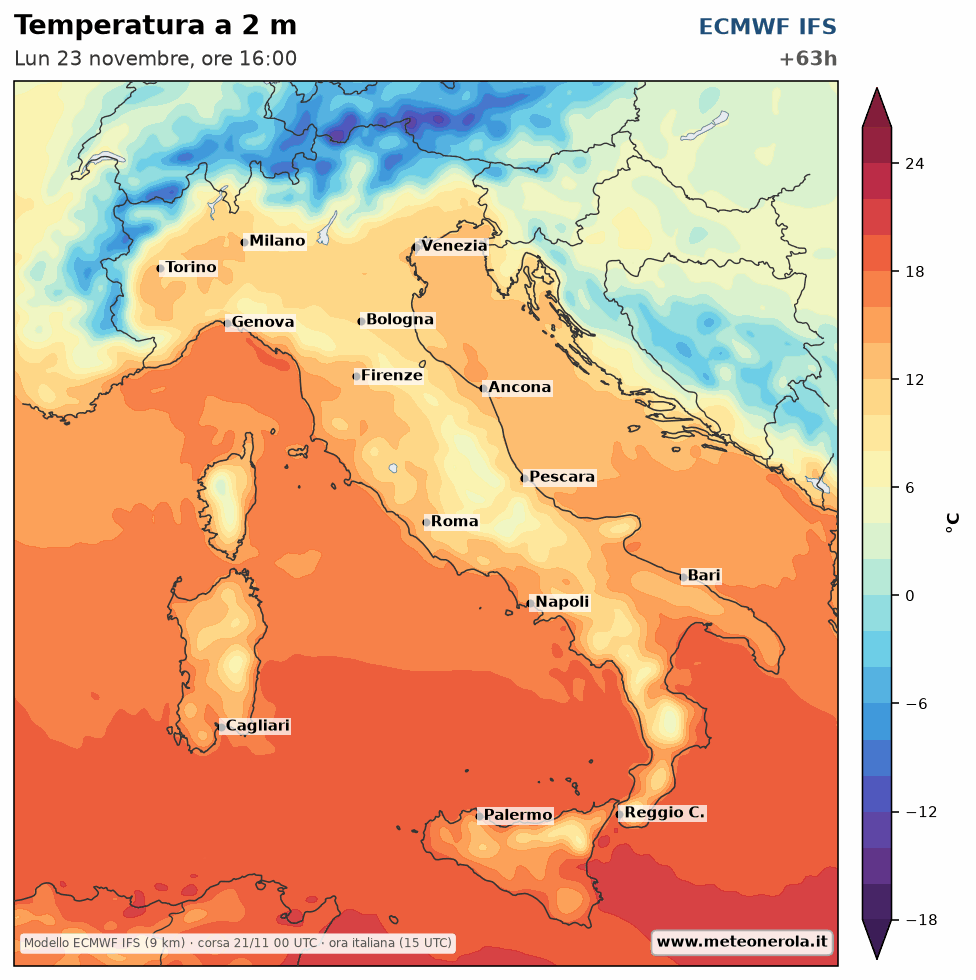 Temperatura a 2 m
ECMWF IFS
Lun 23 novembre, ore 16:00
+63h
Milano
Venezia
Torino
Genova
Bologna
Firenze
Ancona
Pescara
Roma
Bari
Napoli
Cagliari
Palermo
Reggio C.
24
18
12
6
0
−6
−12
−18
°C
Modello ECMWF IFS (9 km) · corsa 21/11 00 UTC · ora italiana (15 UTC)
www.meteonerola.it